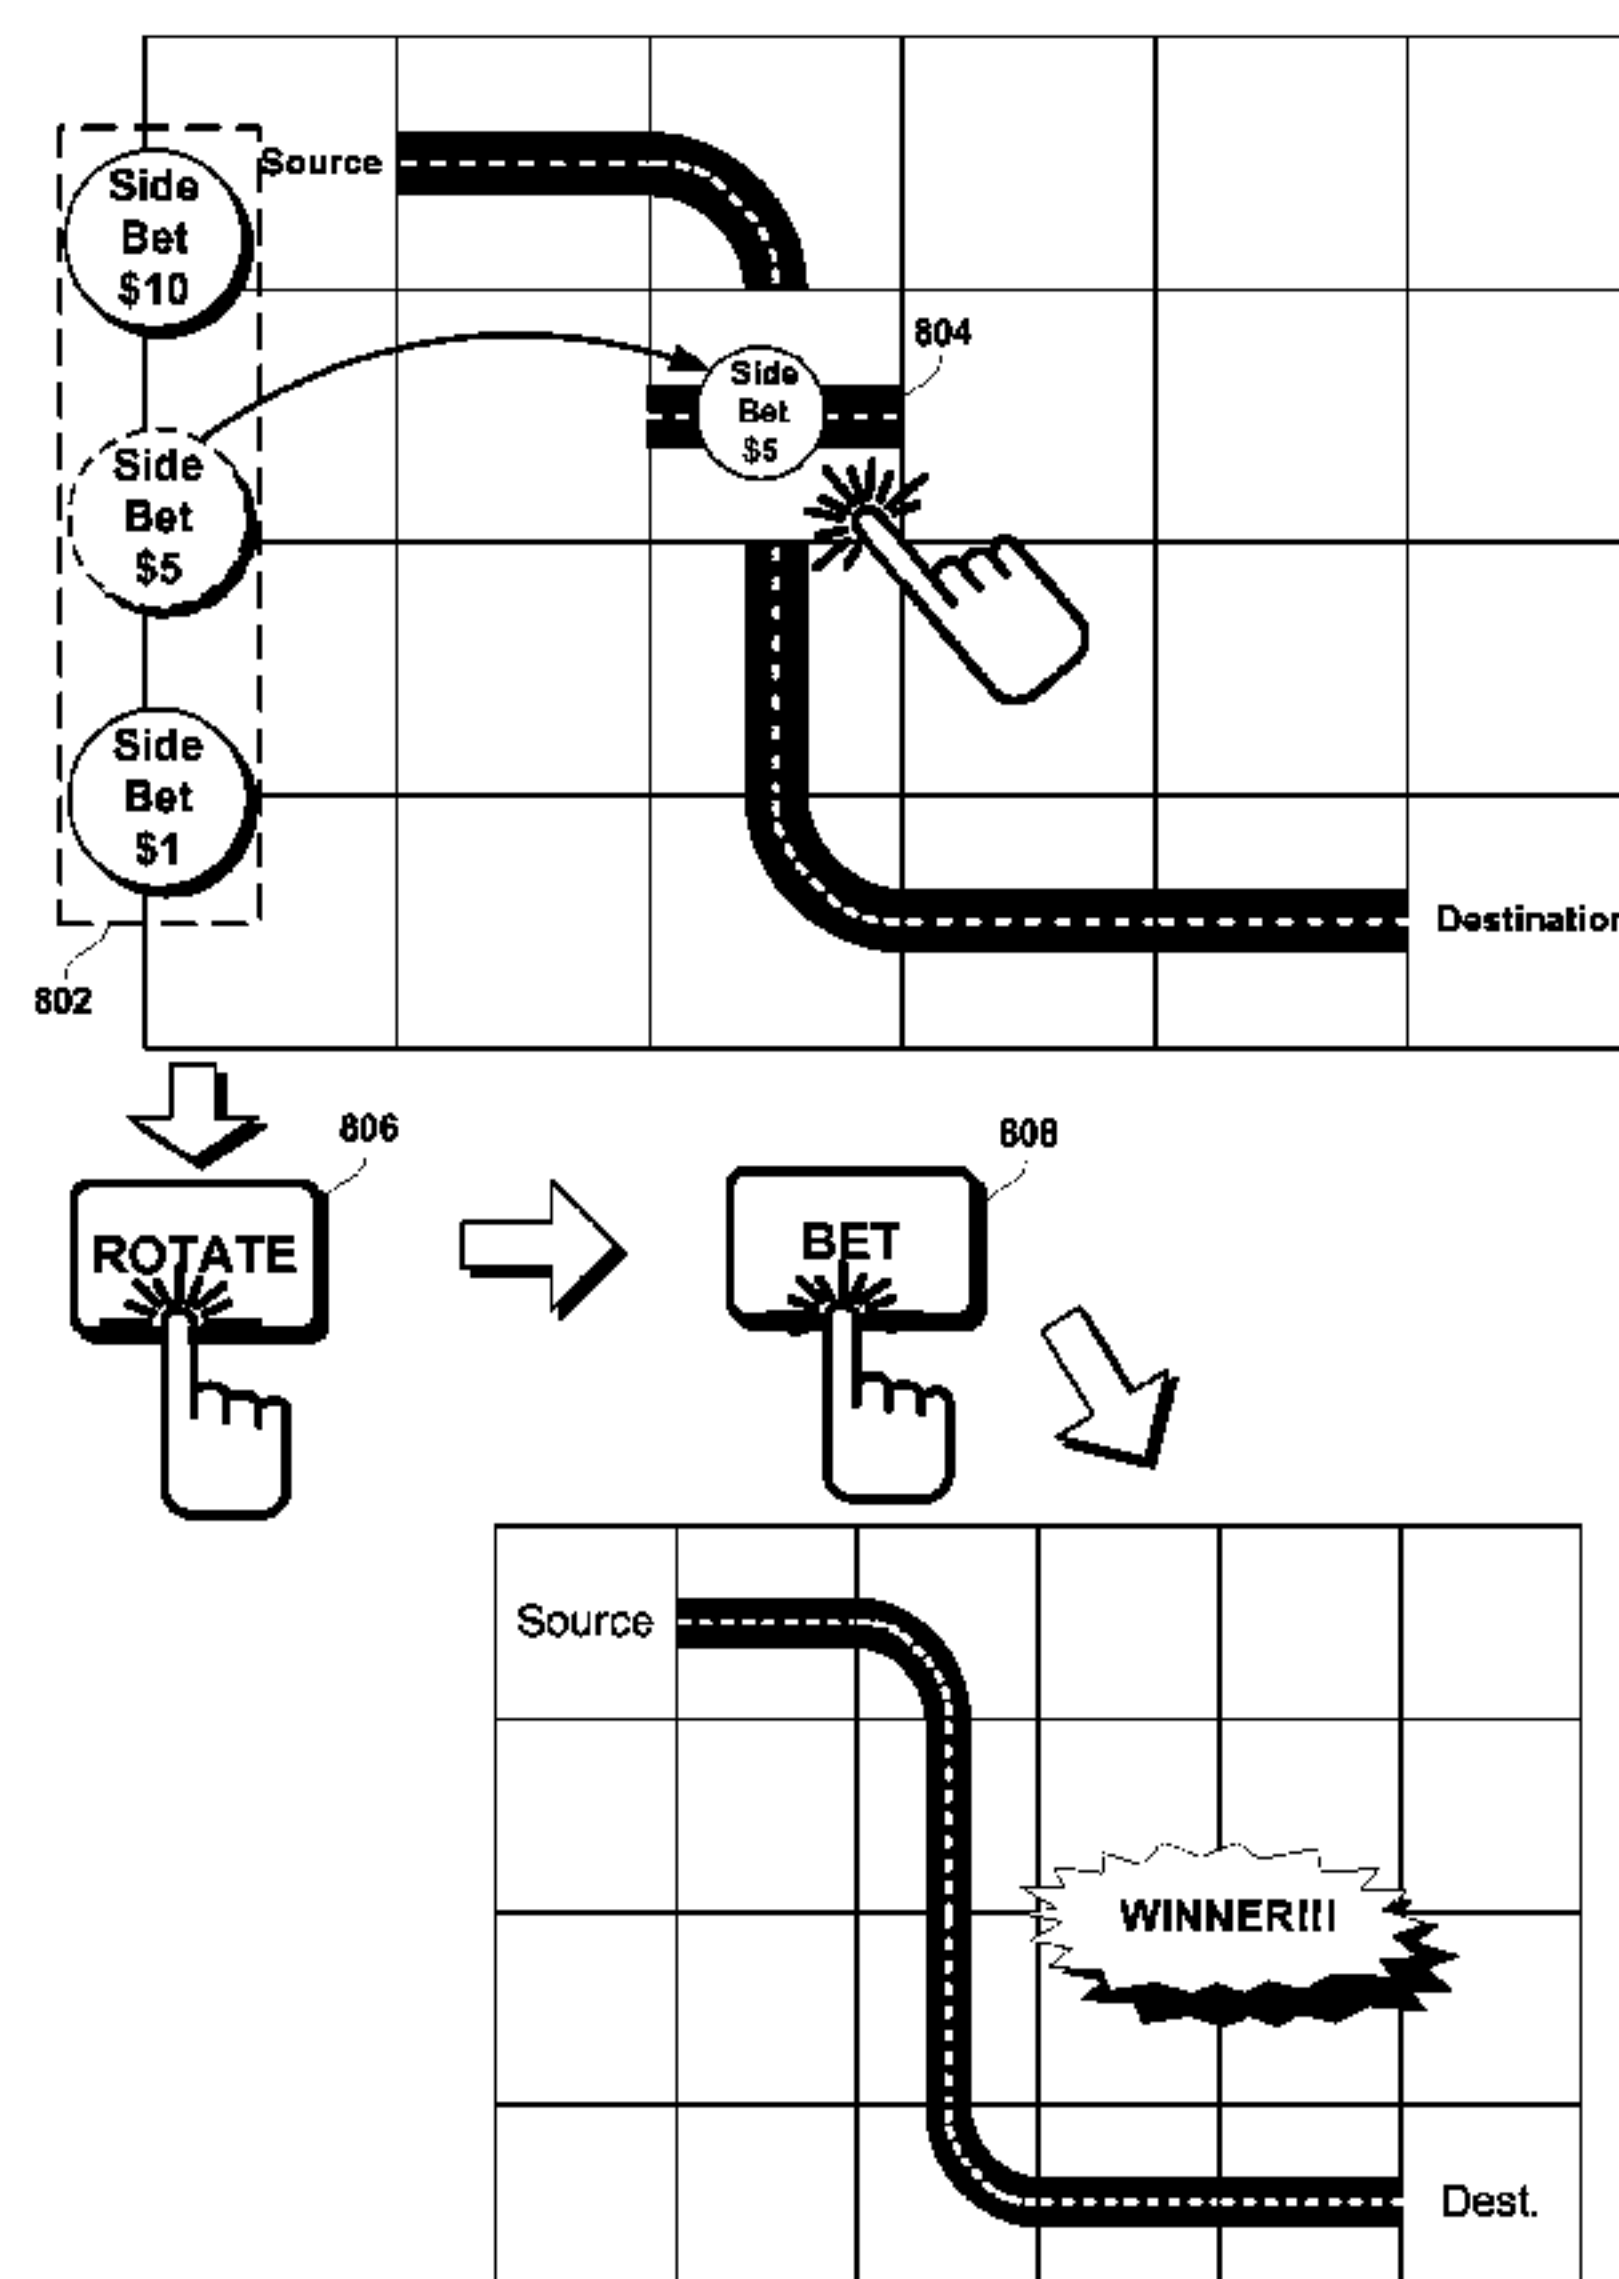 Source
Side
Bet
$10
804
Side
Bet
$5
Side
Bet
$5
Side
Bet
$1
Destination
802
806
808
ROTATE
BET
Source
WINNER!!!
Dest.